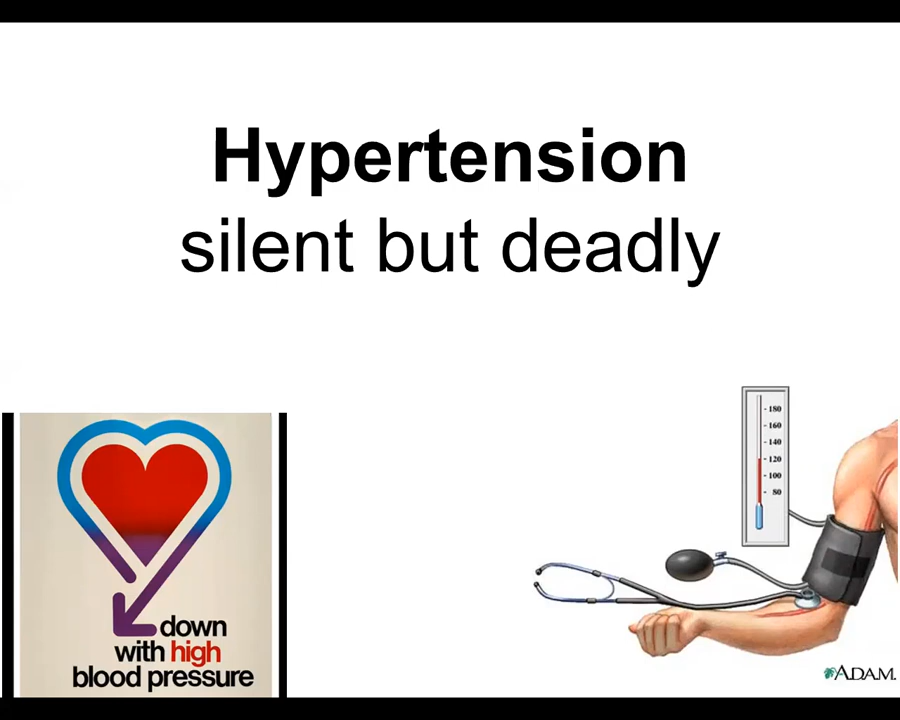 Hypertension
silent but deadly
- 180
- 160
- 140
- 120
- 100
- 80
down
with high
blood pressure
A.D.A.M.